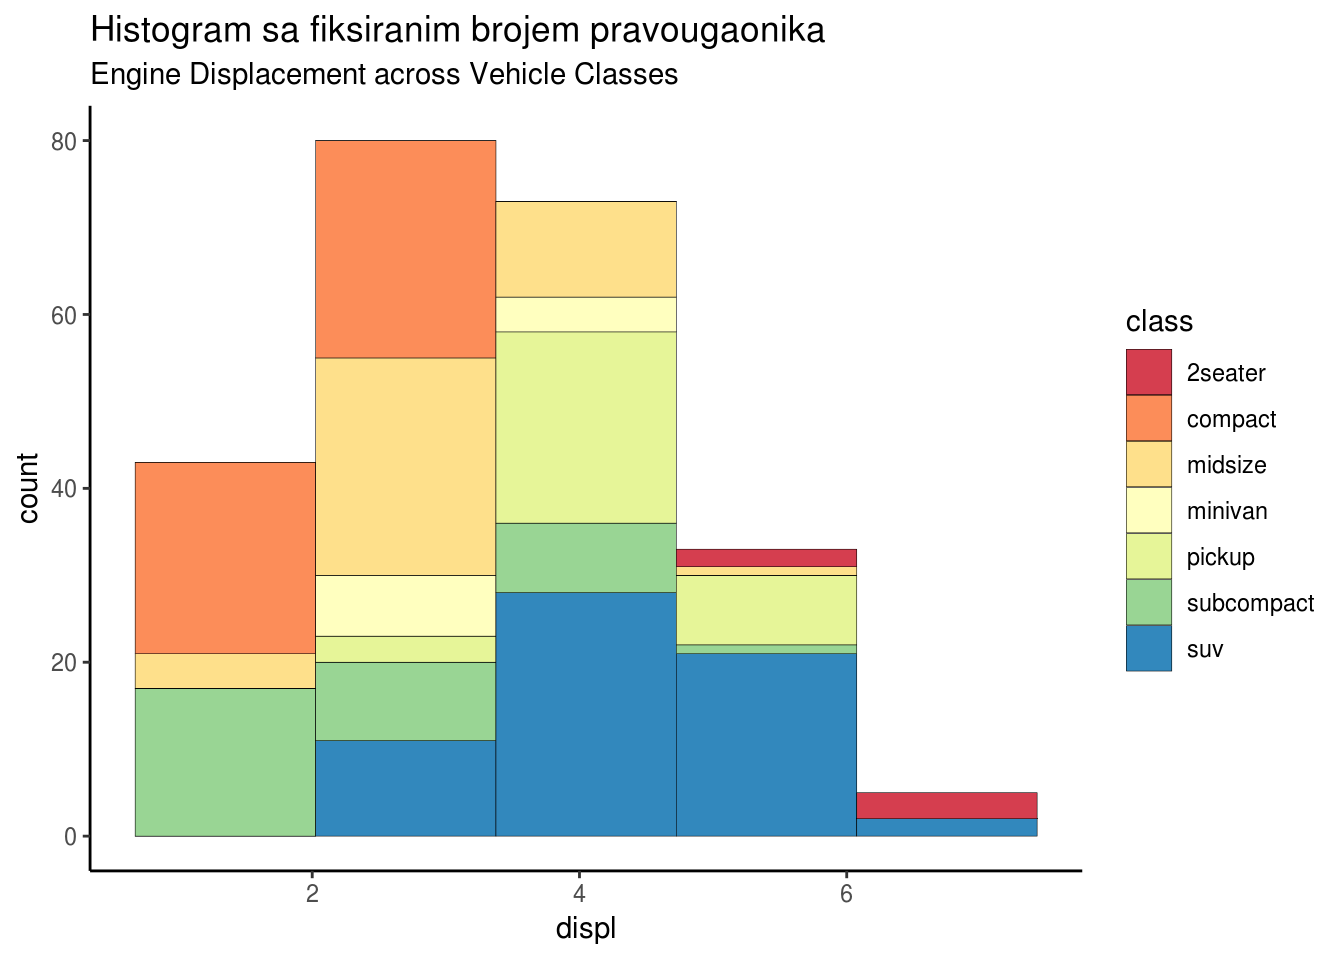 Histogram sa fiksiranim brojem pravougaonika
Engine Displacement across Vehicle Classes
80
60
40
20
0
count
2
4
6
displ
class
2seater
compact
midsize
minivan
pickup
subcompact
suv